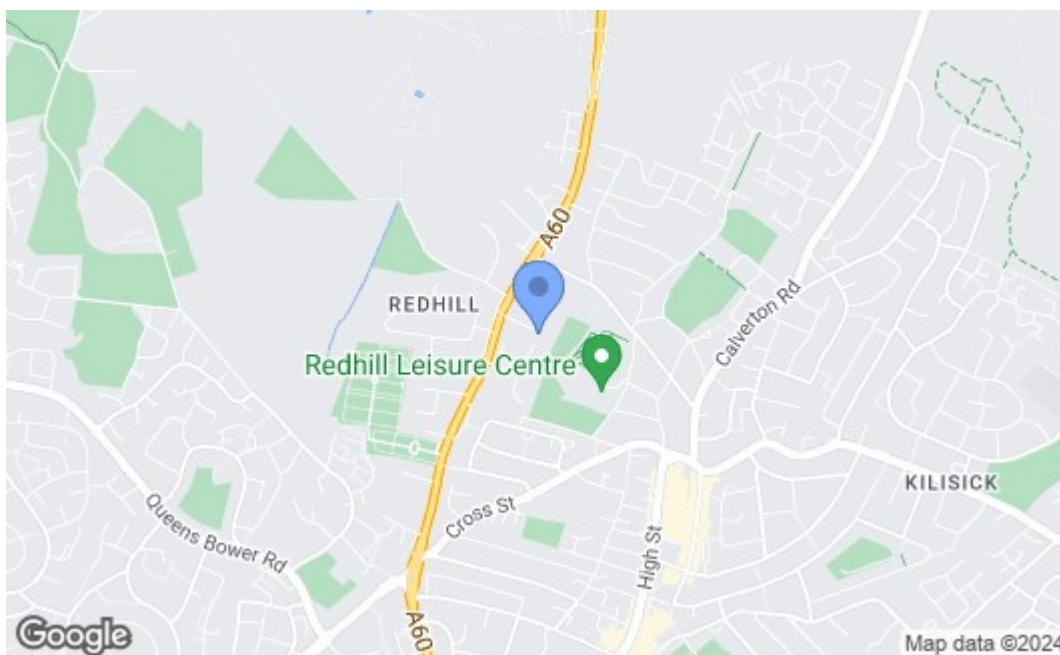 A60
REDHILL
Redhill Leisure Centre
Calverton Rd
KILISICK
Cross St
Queens Bower Rd
High St
A60
Google
Map data ©2024